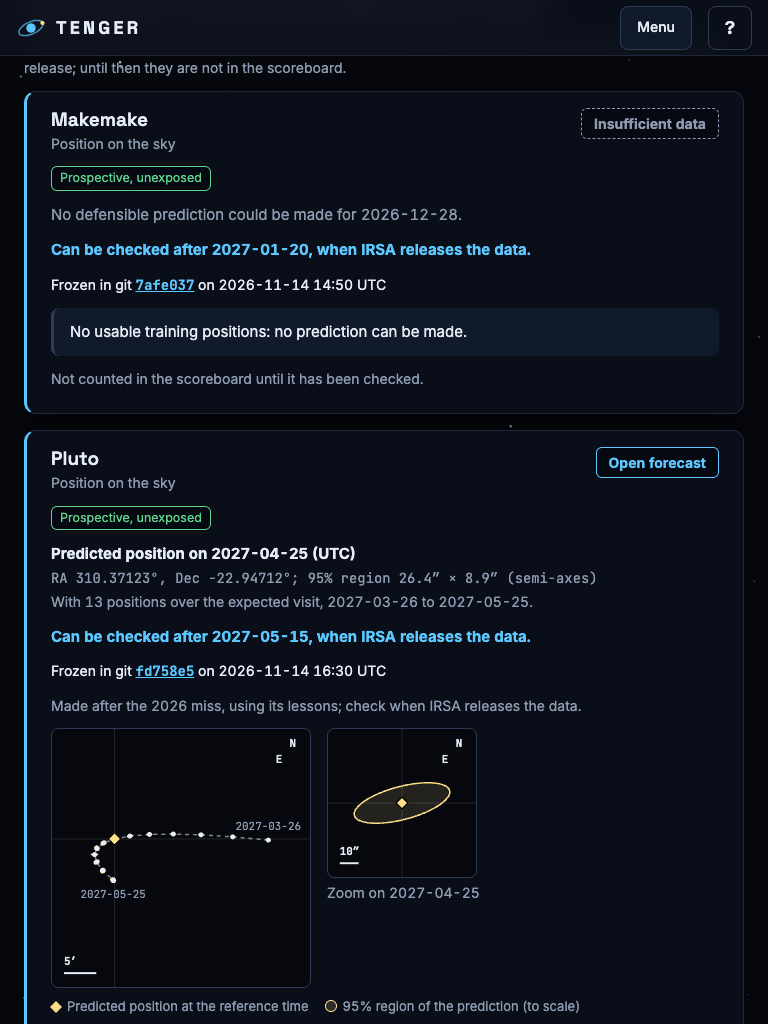 TENGER
Menu
?
release; until then they are not in the scoreboard.
Makemake
Insufficient data
Position on the sky
Prospective, unexposed
No defensible prediction could be made for 2026-12-28.
Can be checked after 2027-01-20, when IRSA releases the data.
Frozen in git 7afe037 on 2026-11-14 14:50 UTC
No usable training positions: no prediction can be made.
Not counted in the scoreboard until it has been checked.
Pluto
Open forecast
Position on the sky
Prospective, unexposed
Predicted position on 2027-04-25 (UTC)
RA 310.37123°, Dec -22.94712°; 95% region 26.4″ × 8.9″ (semi-axes)
With 13 positions over the expected visit, 2027-03-26 to 2027-05-25.
Can be checked after 2027-05-15, when IRSA releases the data.
Frozen in git fd758e5 on 2026-11-14 16:30 UTC
Made after the 2026 miss, using its lessons; check when IRSA releases the data.
N
E
2027-03-26
2027-05-25
5′
N
E
10″
Zoom on 2027-04-25
Predicted position at the reference time
95% region of the prediction (to scale)